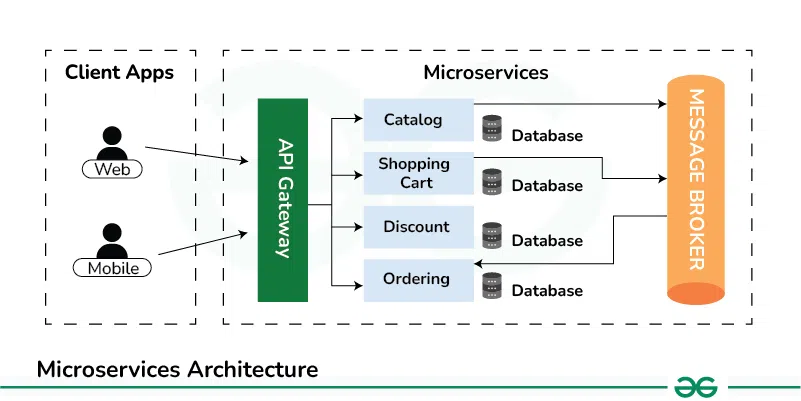 Client Apps
Web
Mobile
Microservices
API Gateway
Catalog
Database
Shopping
Cart
Database
Discount
Database
Ordering
Database
MESSAGE BROKER
Microservices Architecture